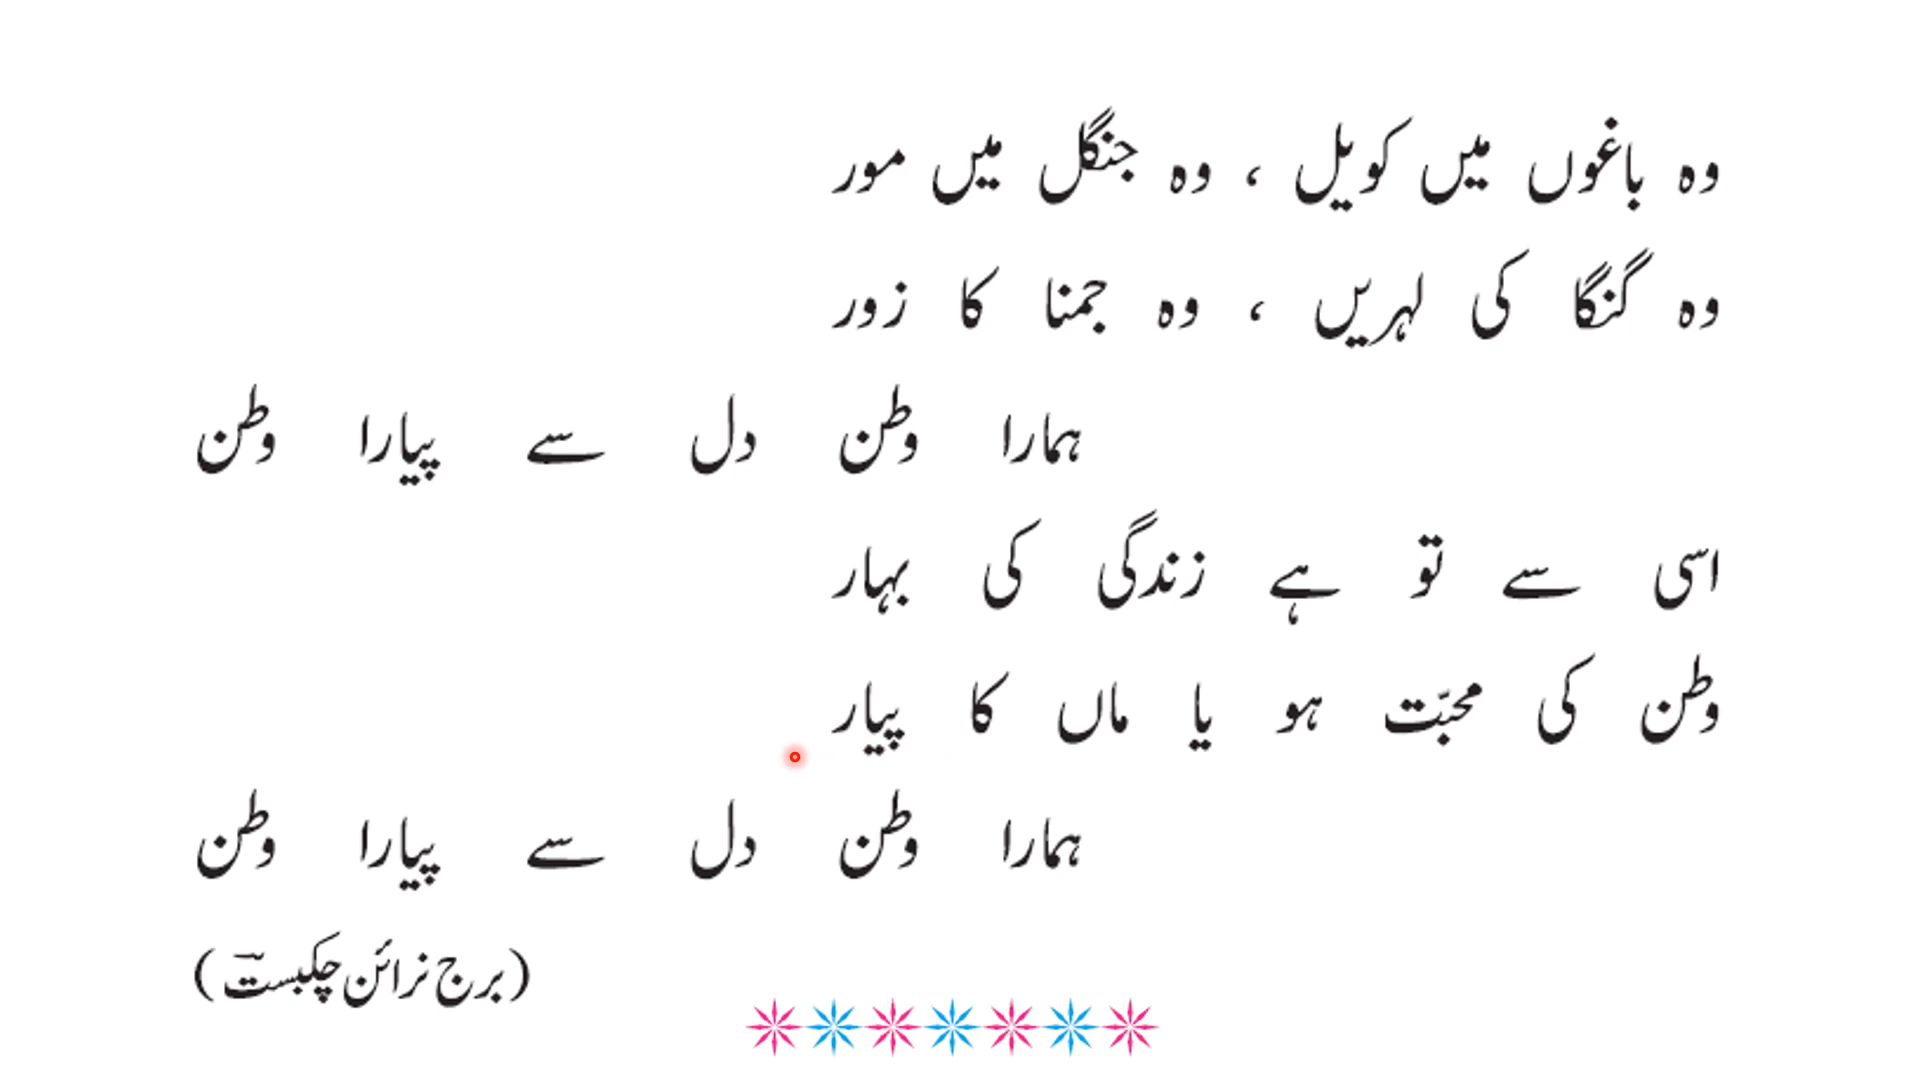 وہ باغوں میں کویل ، وہ جنگل میں مور
وہ گنگا کی لہریں ، وہ جمنا کا زور
ہمارا وطن دل سے پیارا وطن
اسی سے تو ہے زندگی کی بہار
وطن کی محبّت ہو یا ماں کا پیار
ہمارا وطن دل سے پیارا وطن
(برج نرائن چکبستؔ)